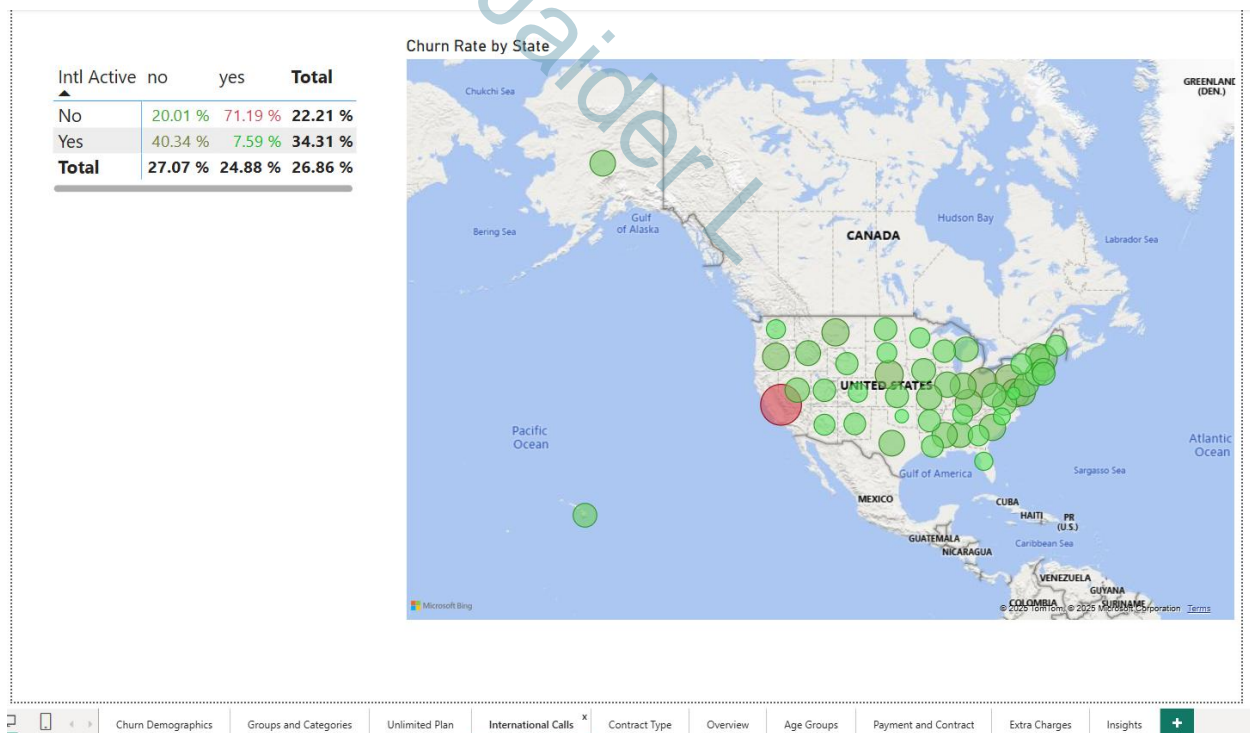 Churn Rate by State
Intl Active no yes Total
No 20.01 % 71.19 % 22.21 %
Yes 40.34 % 7.59 % 34.31 %
Total 27.07 % 24.88 % 26.86 %
Chukchi Sea
GREENLAND
(DEN.)
Gulf
of Alaska
Bering Sea
Hudson Bay
CANADA
Labrador Sea
UNITED STATES
Pacific
Ocean
Atlantic
Ocean
Gulf of America
Sargasso Sea
MEXICO
CUBA
HAITI
PR
(U.S.)
GUATEMALA
Caribbean Sea
NICARAGUA
VENEZUELA
GUYANA
COLOMBIA
SURINAME
Microsoft Bing
© 2025 TomTom, © 2025 Microsoft Corporation Terms
Churn Demographics
Groups and Categories
Unlimited Plan
International Calls x
Contract Type
Overview
Age Groups
Payment and Contract
Extra Charges
Insights
+